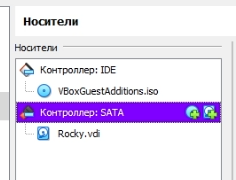 Носители
Носители
Контроллер: IDE
VBoxGuestAdditions.iso
Контроллер: SATA
Rocky.vdi